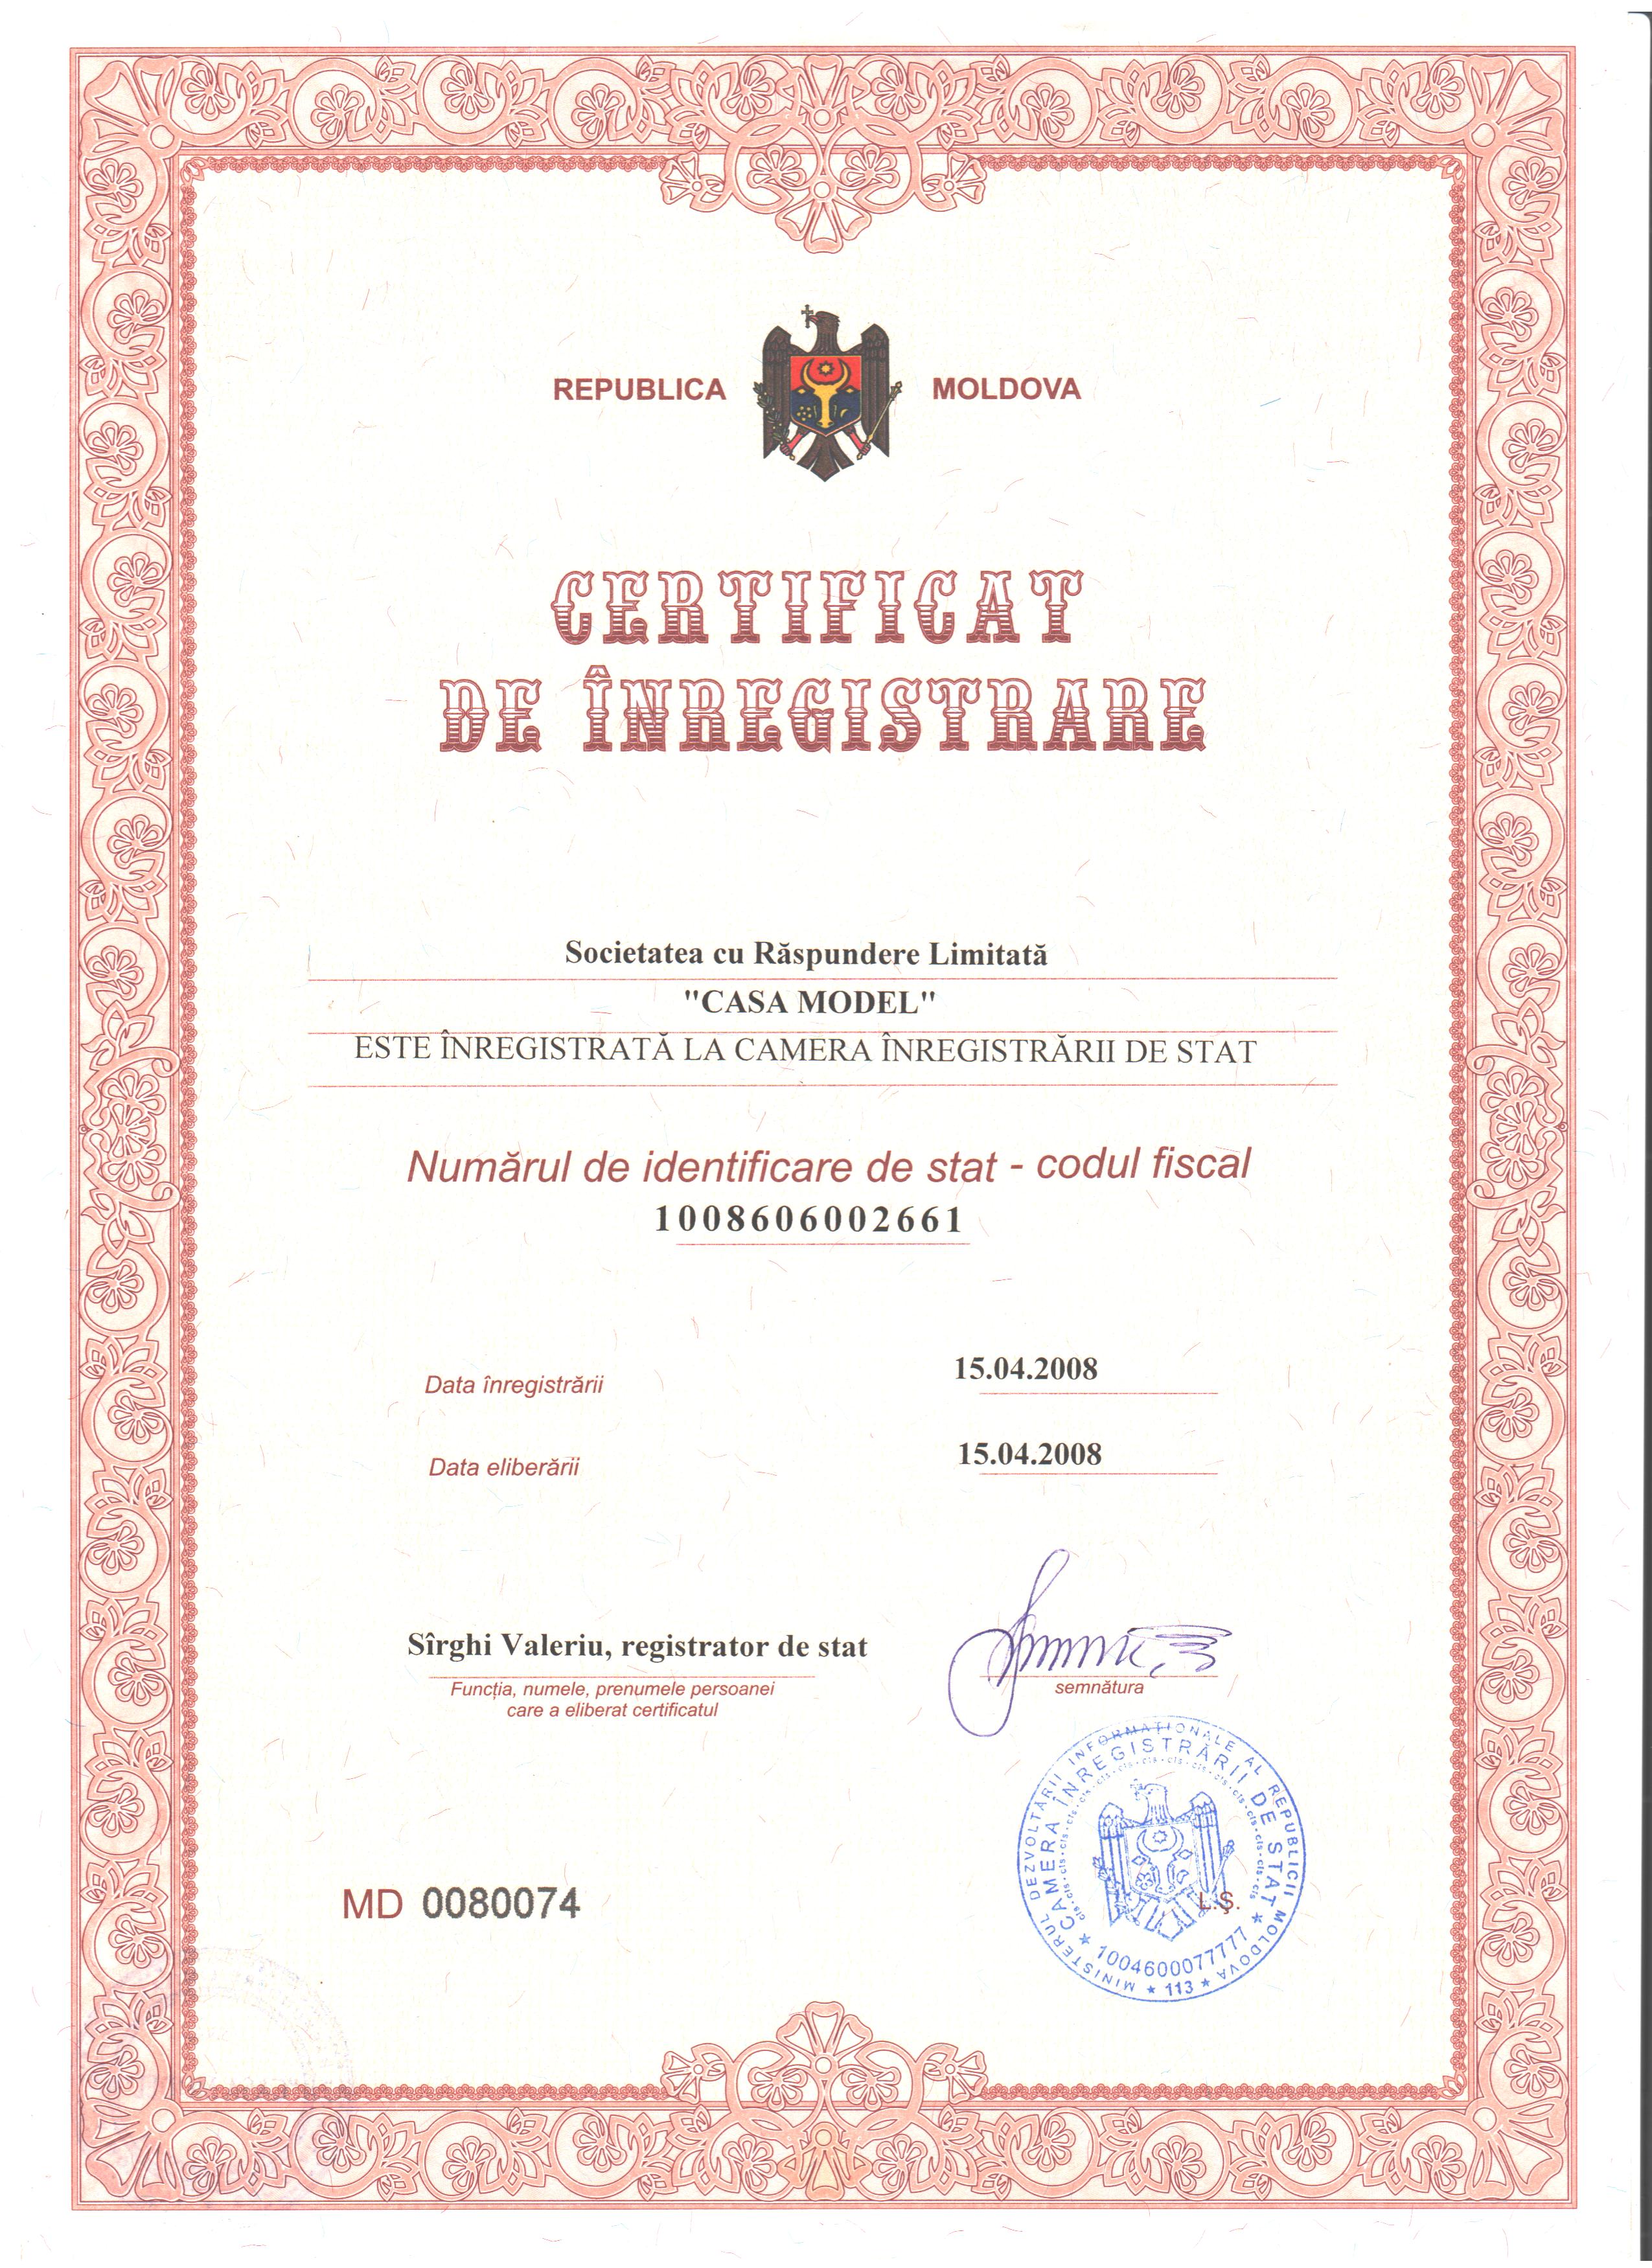 REPUBLICA MOLDOVA
CERTIFICAT
DE ÎNREGISTRARE
Societatea cu Răspundere Limitată
"CASA MODEL"
ESTE ÎNREGISTRATĂ LA CAMERA ÎNREGISTRĂRII DE STAT
Numărul de identificare de stat - codul fiscal
1008606002661
Data înregistrării 15.04.2008
Data eliberării 15.04.2008
Sîrghi Valeriu, registrator de stat
Funcția, numele, prenumele persoanei
care a eliberat certificatul
semnătura
MINISTERUL DEZVOLTĂRII INFORMAȚIONALE AL REPUBLICII MOLDOVA
★ 113 ★
★ CAMERA ÎNREGISTRĂRII DE STAT ★
1004600077777
L.Ş.
MD 0080074